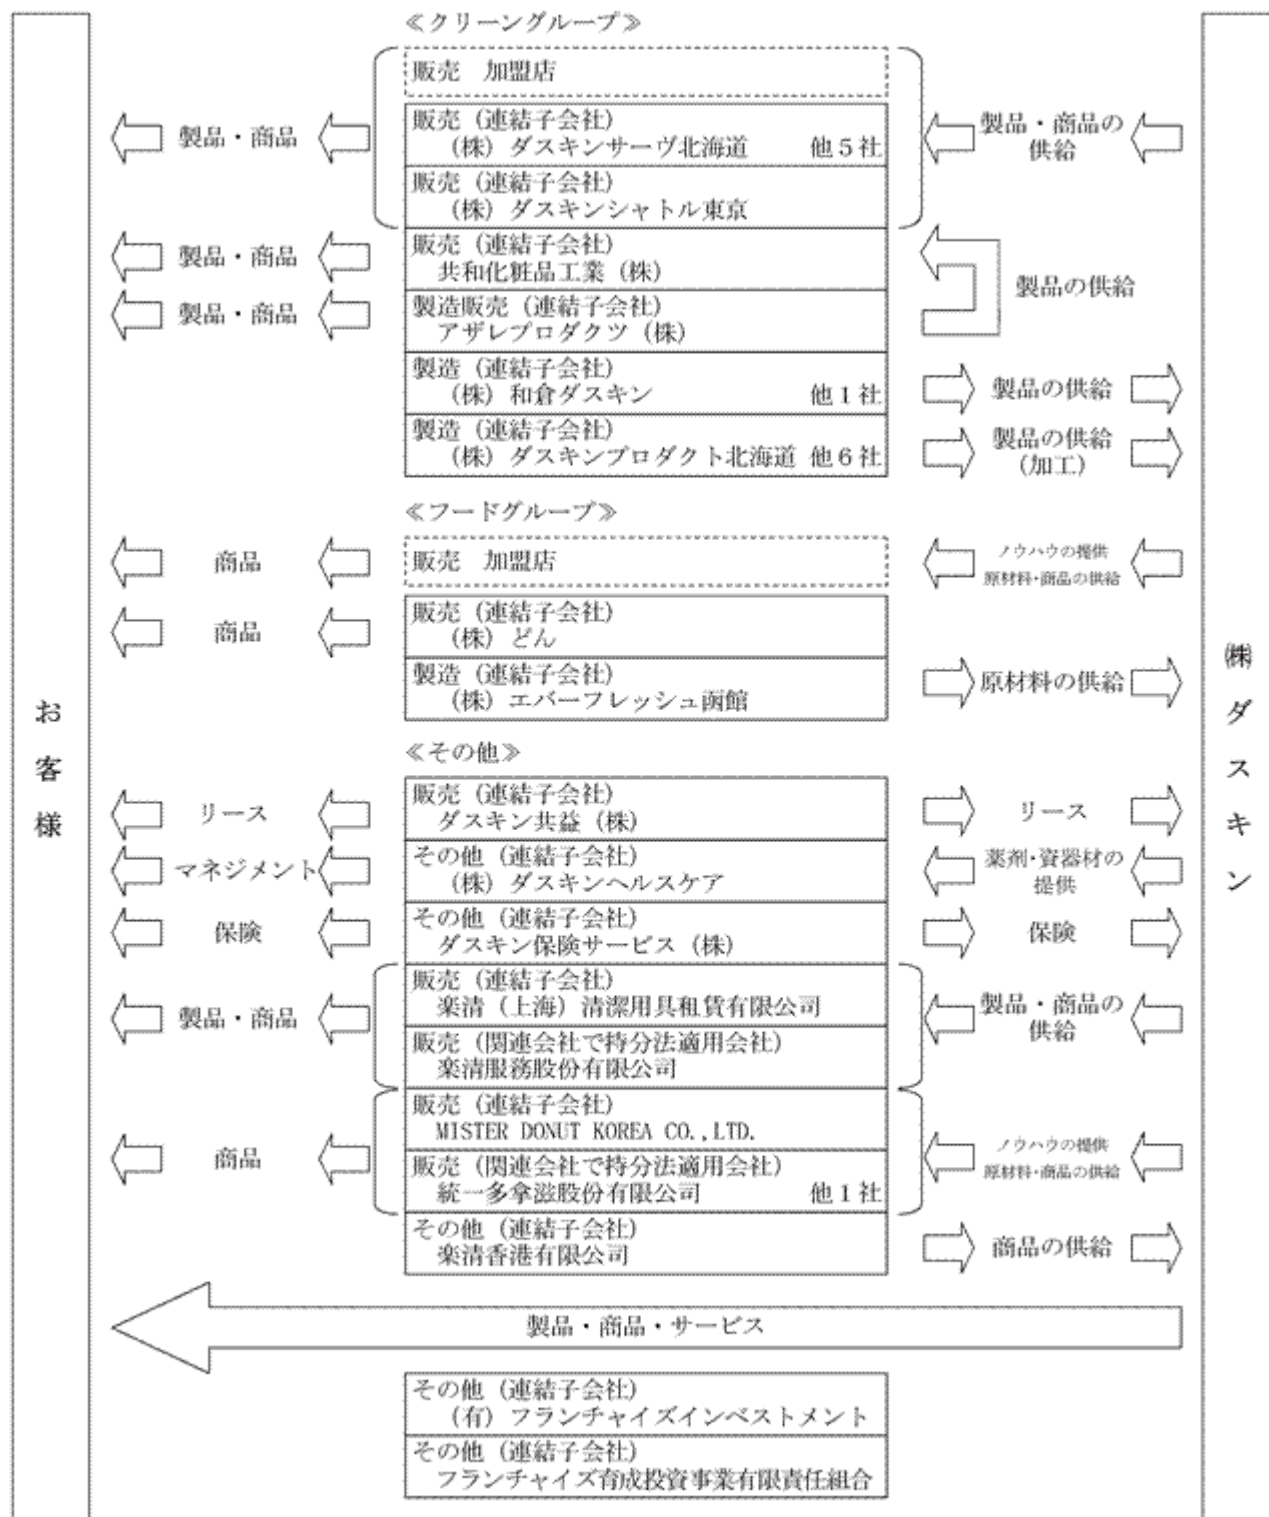 お客様
㈱ダスキン
≪クリーングループ≫
販売　加盟店
販売（連結子会社）
（株）ダスキンサーヴ北海道　他５社
販売（連結子会社）
（株）ダスキンシャトル東京
製品・商品
製品・商品の
供給
販売（連結子会社）
共和化粧品工業（株）
製品・商品
製造販売（連結子会社）
アザレプロダクツ（株）
製品・商品
製品の供給
製造（連結子会社）
（株）和倉ダスキン　他１社
製品の供給
製造（連結子会社）
（株）ダスキンプロダクト北海道　他６社
製品の供給
（加工）
≪フードグループ≫
販売　加盟店
商品
ノウハウの提供
原材料・商品の供給
販売（連結子会社）
（株）どん
商品
製造（連結子会社）
（株）エバーフレッシュ函館
原材料の供給
≪その他≫
販売（連結子会社）
ダスキン共益（株）
リース
リース
その他（連結子会社）
（株）ダスキンヘルスケア
マネジメント
薬剤・資器材の
提供
その他（連結子会社）
ダスキン保険サービス（株）
保険
保険
販売（連結子会社）
楽清（上海）清潔用具租賃有限公司
販売（関連会社で持分法適用会社）
楽清服務股份有限公司
製品・商品
製品・商品の
供給
販売（連結子会社）
MISTER DONUT KOREA CO.,LTD.
販売（関連会社で持分法適用会社）
統一多拿滋股份有限公司　他１社
商品
ノウハウの提供
原材料・商品の供給
その他（連結子会社）
楽清香港有限公司
商品の供給
製品・商品・サービス
その他（連結子会社）
（有）フランチャイズインベストメント
その他（連結子会社）
フランチャイズ育成投資事業有限責任組合